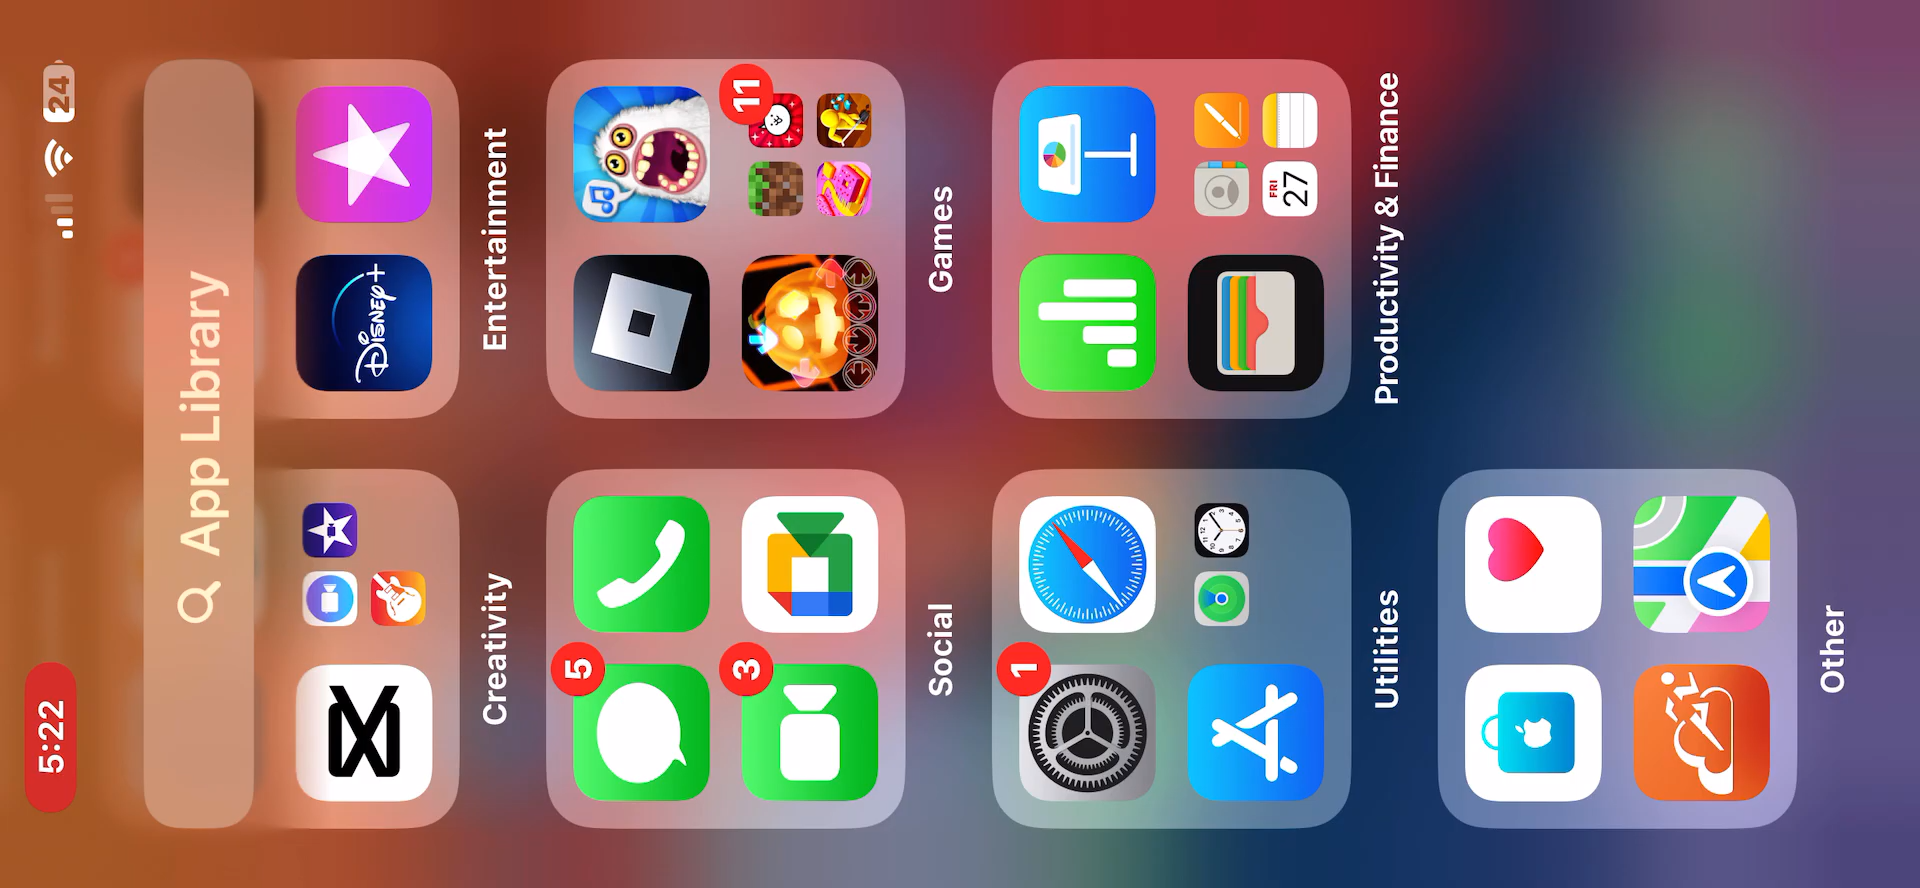 5:22
24
App Library
Disney+
Creativity
Entertainment
5
3
11
Social
Games
1
FRI
27
Utilities
Productivity & Finance
Other